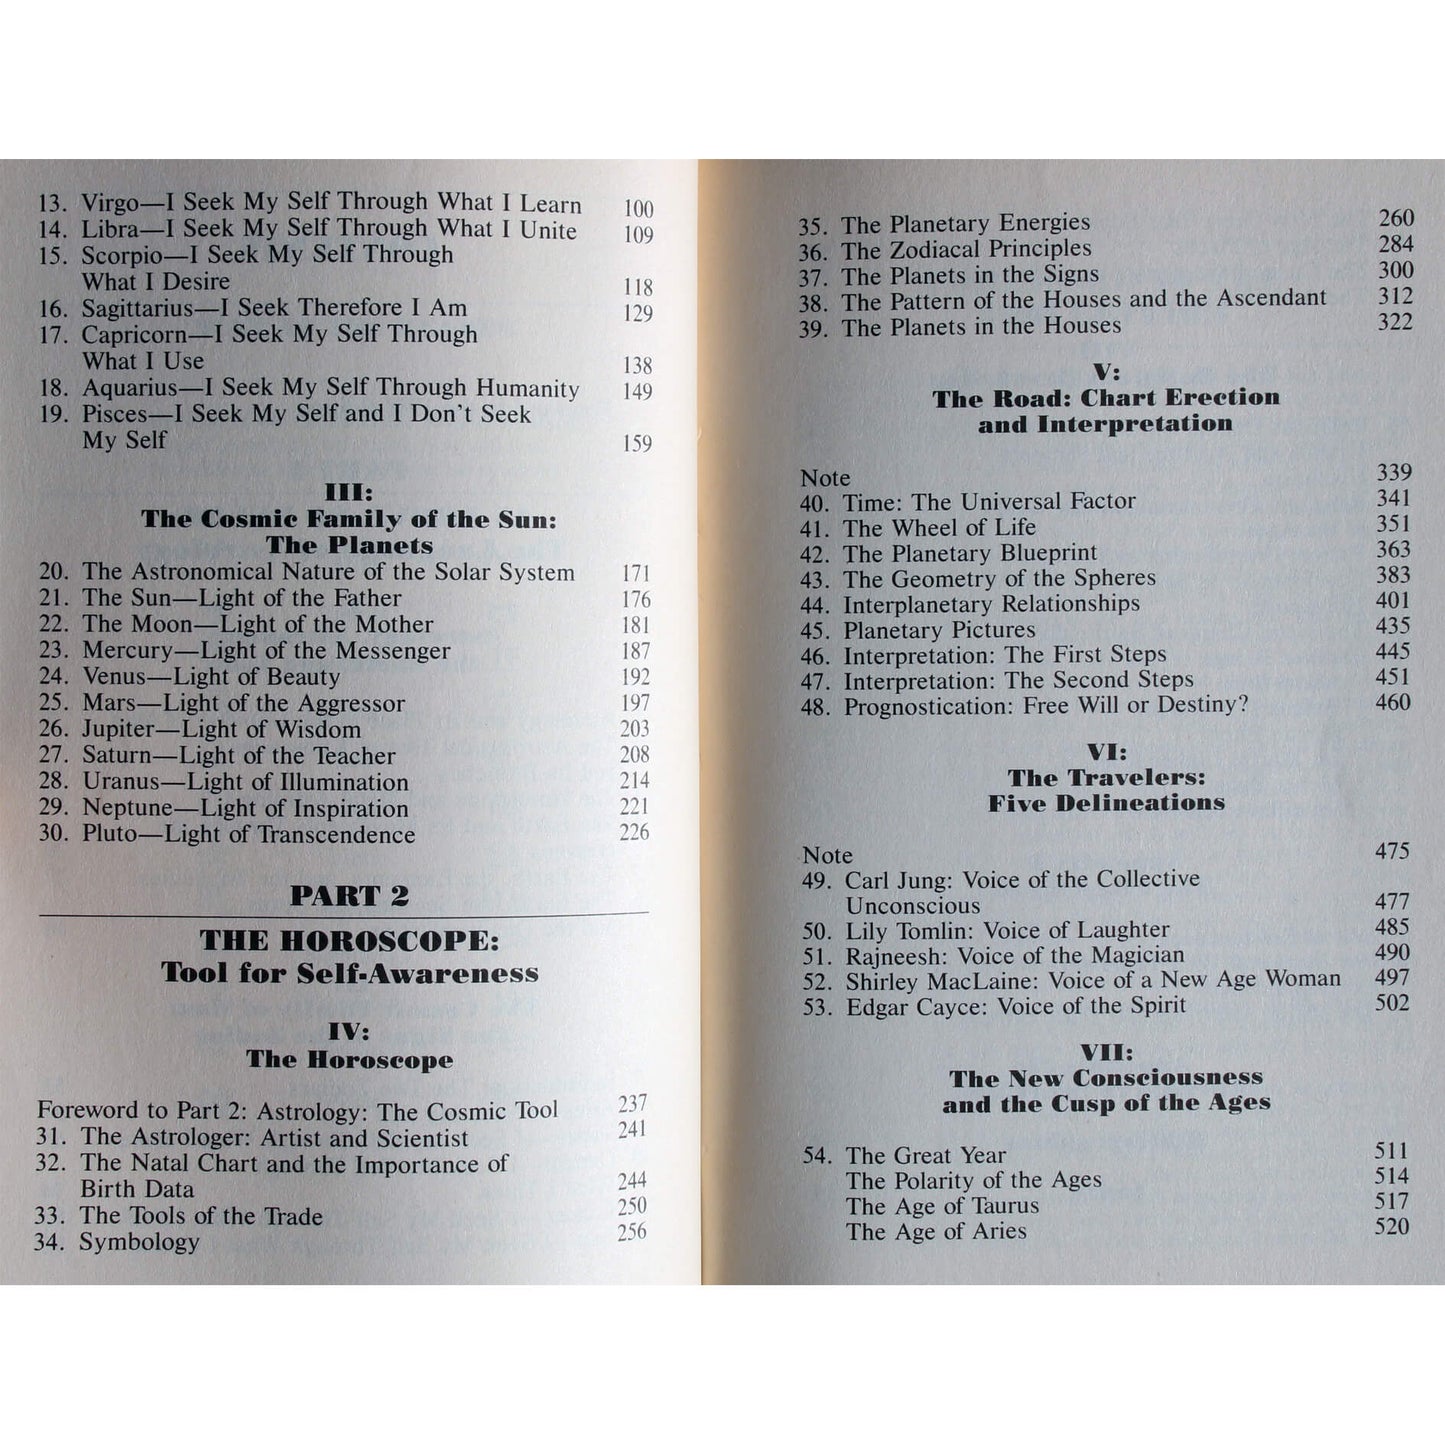 13. Virgo—I Seek My Self Through What I Learn 100
14. Libra—I Seek My Self Through What I Unite 109
15. Scorpio—I Seek My Self Through
What I Desire 118
16. Sagittarius—I Seek Therefore I Am 129
17. Capricorn—I Seek My Self Through
What I Use 138
18. Aquarius—I Seek My Self Through Humanity 149
19. Pisces—I Seek My Self and I Don't Seek
My Self 159
III:
The Cosmic Family of the Sun:
The Planets
20. The Astronomical Nature of the Solar System 171
21. The Sun—Light of the Father 176
22. The Moon—Light of the Mother 181
23. Mercury—Light of the Messenger 187
24. Venus—Light of Beauty 192
25. Mars—Light of the Aggressor 197
26. Jupiter—Light of Wisdom 203
27. Saturn—Light of the Teacher 208
28. Uranus—Light of Illumination 214
29. Neptune—Light of Inspiration 221
30. Pluto—Light of Transcendence 226
PART 2
THE HOROSCOPE:
Tool for Self-Awareness
IV:
The Horoscope
Foreword to Part 2: Astrology: The Cosmic Tool 237
31. The Astrologer: Artist and Scientist 241
32. The Natal Chart and the Importance of
Birth Data 244
33. The Tools of the Trade 250
34. Symbology 256
35. The Planetary Energies 260
36. The Zodiacal Principles 284
37. The Planets in the Signs 300
38. The Pattern of the Houses and the Ascendant 312
39. The Planets in the Houses 322
V:
The Road: Chart Erection
and Interpretation
Note 339
40. Time: The Universal Factor 341
41. The Wheel of Life 351
42. The Planetary Blueprint 363
43. The Geometry of the Spheres 383
44. Interplanetary Relationships 401
45. Planetary Pictures 435
46. Interpretation: The First Steps 445
47. Interpretation: The Second Steps 451
48. Prognostication: Free Will or Destiny? 460
VI:
The Travelers:
Five Delineations
Note 475
49. Carl Jung: Voice of the Collective
Unconscious 477
50. Lily Tomlin: Voice of Laughter 485
51. Rajneesh: Voice of the Magician 490
52. Shirley MacLaine: Voice of a New Age Woman 497
53. Edgar Cayce: Voice of the Spirit 502
VII:
The New Consciousness
and the Cusp of the Ages
54. The Great Year 511
The Polarity of the Ages 514
The Age of Taurus 517
The Age of Aries 520